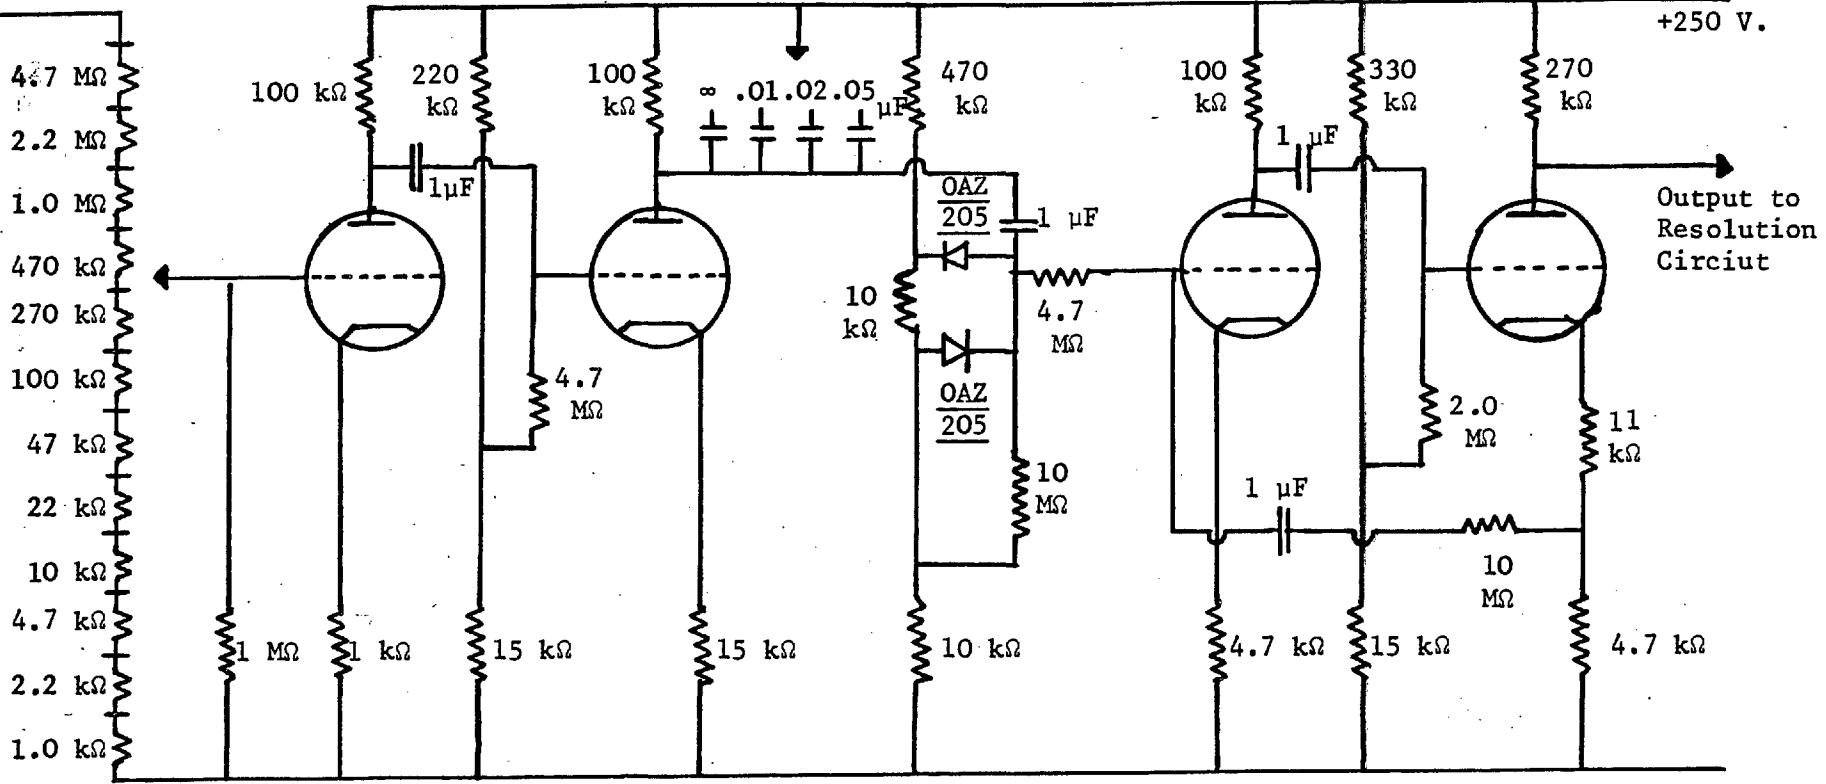 +250 V.
4.7 MΩ
2.2 MΩ
1.0 MΩ
470 kΩ
270 kΩ
100 kΩ
47 kΩ
22 kΩ
10 kΩ
4.7 kΩ
2.2 kΩ
1.0 kΩ
100 kΩ
220
kΩ
100
kΩ
∞ .01 .02 .05 μF
470
kΩ
100
kΩ
330
kΩ
270
kΩ
1μF
OAZ
205
1 μF
1 μF
Output to
Resolution
Circiut
10
kΩ
4.7
MΩ
4.7
MΩ
OAZ
205
2.0
MΩ
11
kΩ
10
MΩ
1 μF
10
MΩ
1 MΩ
1 kΩ
15 kΩ
15 kΩ
10 kΩ
4.7 kΩ
15 kΩ
4.7 kΩ